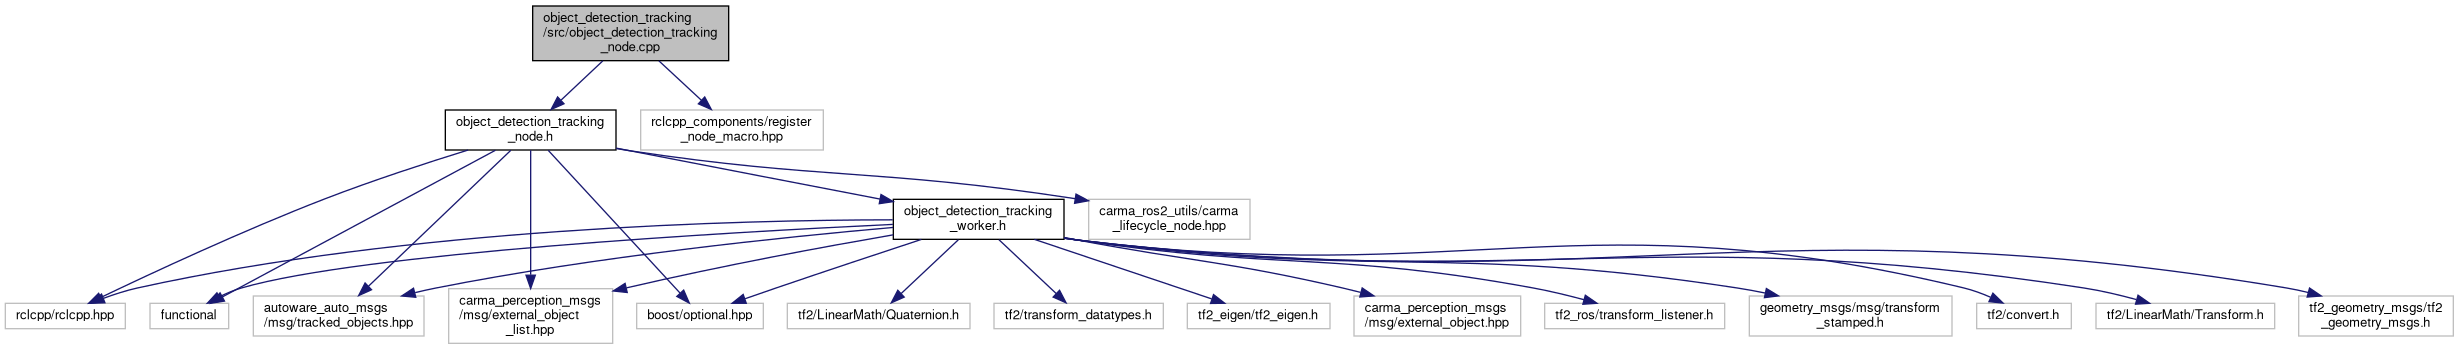 object_detection_tracking
/src/object_detection_tracking
_node.cpp
object_detection_tracking
_node.h
rclcpp_components/register
_node_macro.hpp
object_detection_tracking
_worker.h
carma_ros2_utils/carma
_lifecycle_node.hpp
rclcpp/rclcpp.hpp
functional
autoware_auto_msgs
/msg/tracked_objects.hpp
carma_perception_msgs
/msg/external_object
_list.hpp
boost/optional.hpp
tf2/LinearMath/Quaternion.h
tf2/transform_datatypes.h
tf2_eigen/tf2_eigen.h
carma_perception_msgs
/msg/external_object.hpp
tf2_ros/transform_listener.h
geometry_msgs/msg/transform
_stamped.h
tf2/convert.h
tf2/LinearMath/Transform.h
tf2_geometry_msgs/tf2
_geometry_msgs.h